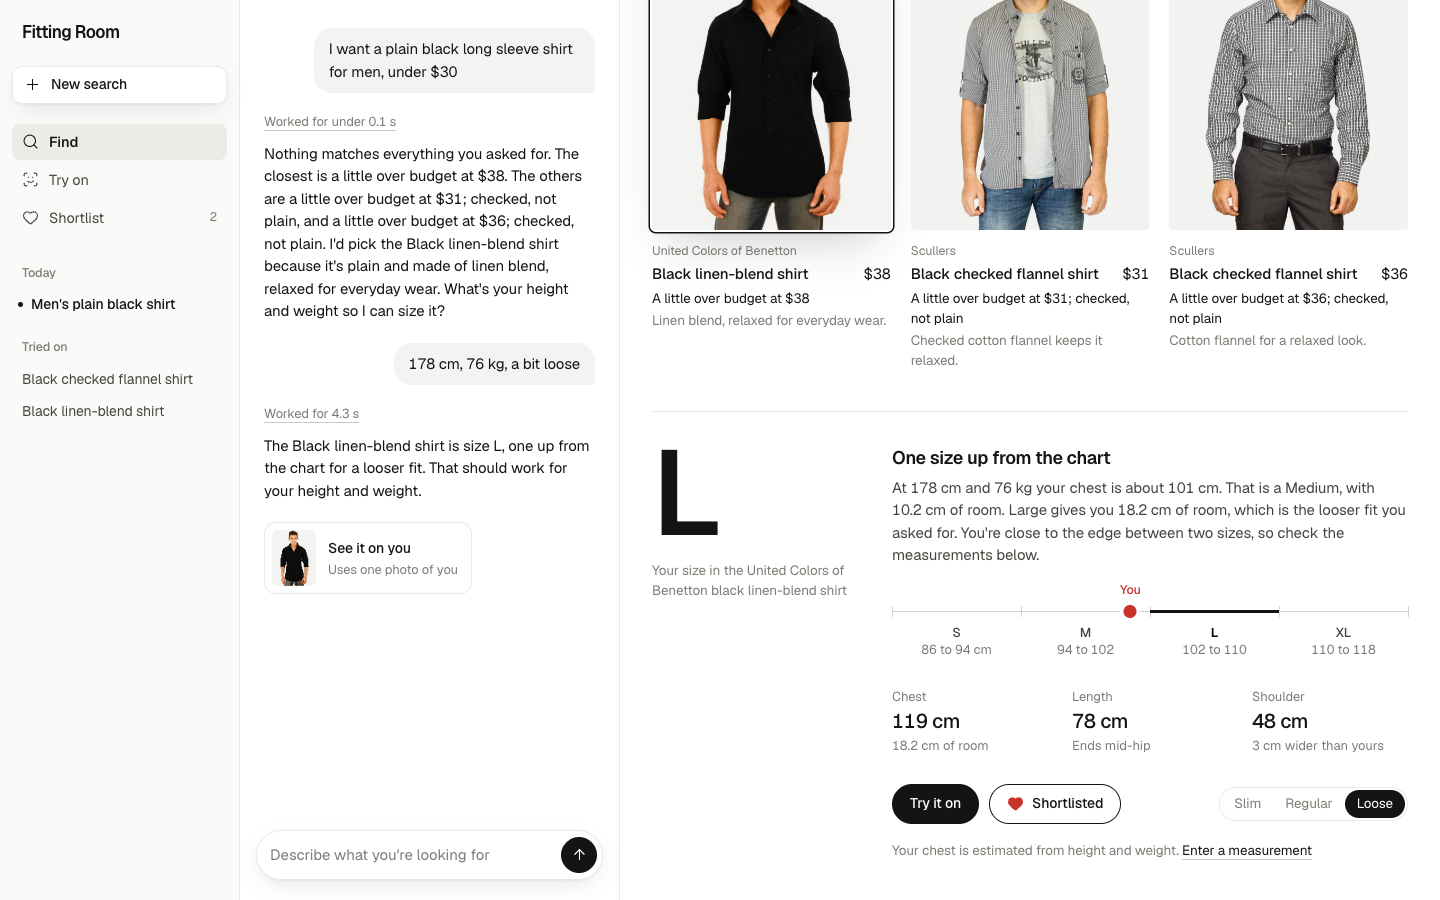 Fitting Room
New search
Find
Try on
Shortlist
2
Today
Men's plain black shirt
Tried on
Black checked flannel shirt
Black linen-blend shirt
I want a plain black long sleeve shirt
for men, under $30
Worked for under 0.1 s
Nothing matches everything you asked for. The
closest is a little over budget at $38. The others
are a little over budget at $31; checked, not
plain, and a little over budget at $36; checked,
not plain. I'd pick the Black linen-blend shirt
because it's plain and made of linen blend,
relaxed for everyday wear. What's your height
and weight so I can size it?
178 cm, 76 kg, a bit loose
Worked for 4.3 s
The Black linen-blend shirt is size L, one up from
the chart for a looser fit. That should work for
your height and weight.
See it on you
Uses one photo of you
Describe what you're looking for
United Colors of Benetton
Black linen-blend shirt $38
A little over budget at $38
Linen blend, relaxed for everyday wear.
Scullers
Black checked flannel shirt $31
A little over budget at $31; checked,
not plain
Checked cotton flannel keeps it
relaxed.
Scullers
Black checked flannel shirt $36
A little over budget at $36; checked,
not plain
Cotton flannel for a relaxed look.
L
Your size in the United Colors of
Benetton black linen-blend shirt
One size up from the chart
At 178 cm and 76 kg your chest is about 101 cm. That is a Medium, with
10.2 cm of room. Large gives you 18.2 cm of room, which is the looser fit you
asked for. You're close to the edge between two sizes, so check the
measurements below.
You
S M L XL
86 to 94 cm 94 to 102 102 to 110 110 to 118
Chest Length Shoulder
119 cm 78 cm 48 cm
18.2 cm of room Ends mid-hip 3 cm wider than yours
Try it on
Shortlisted
Slim Regular Loose
Your chest is estimated from height and weight. Enter a measurement